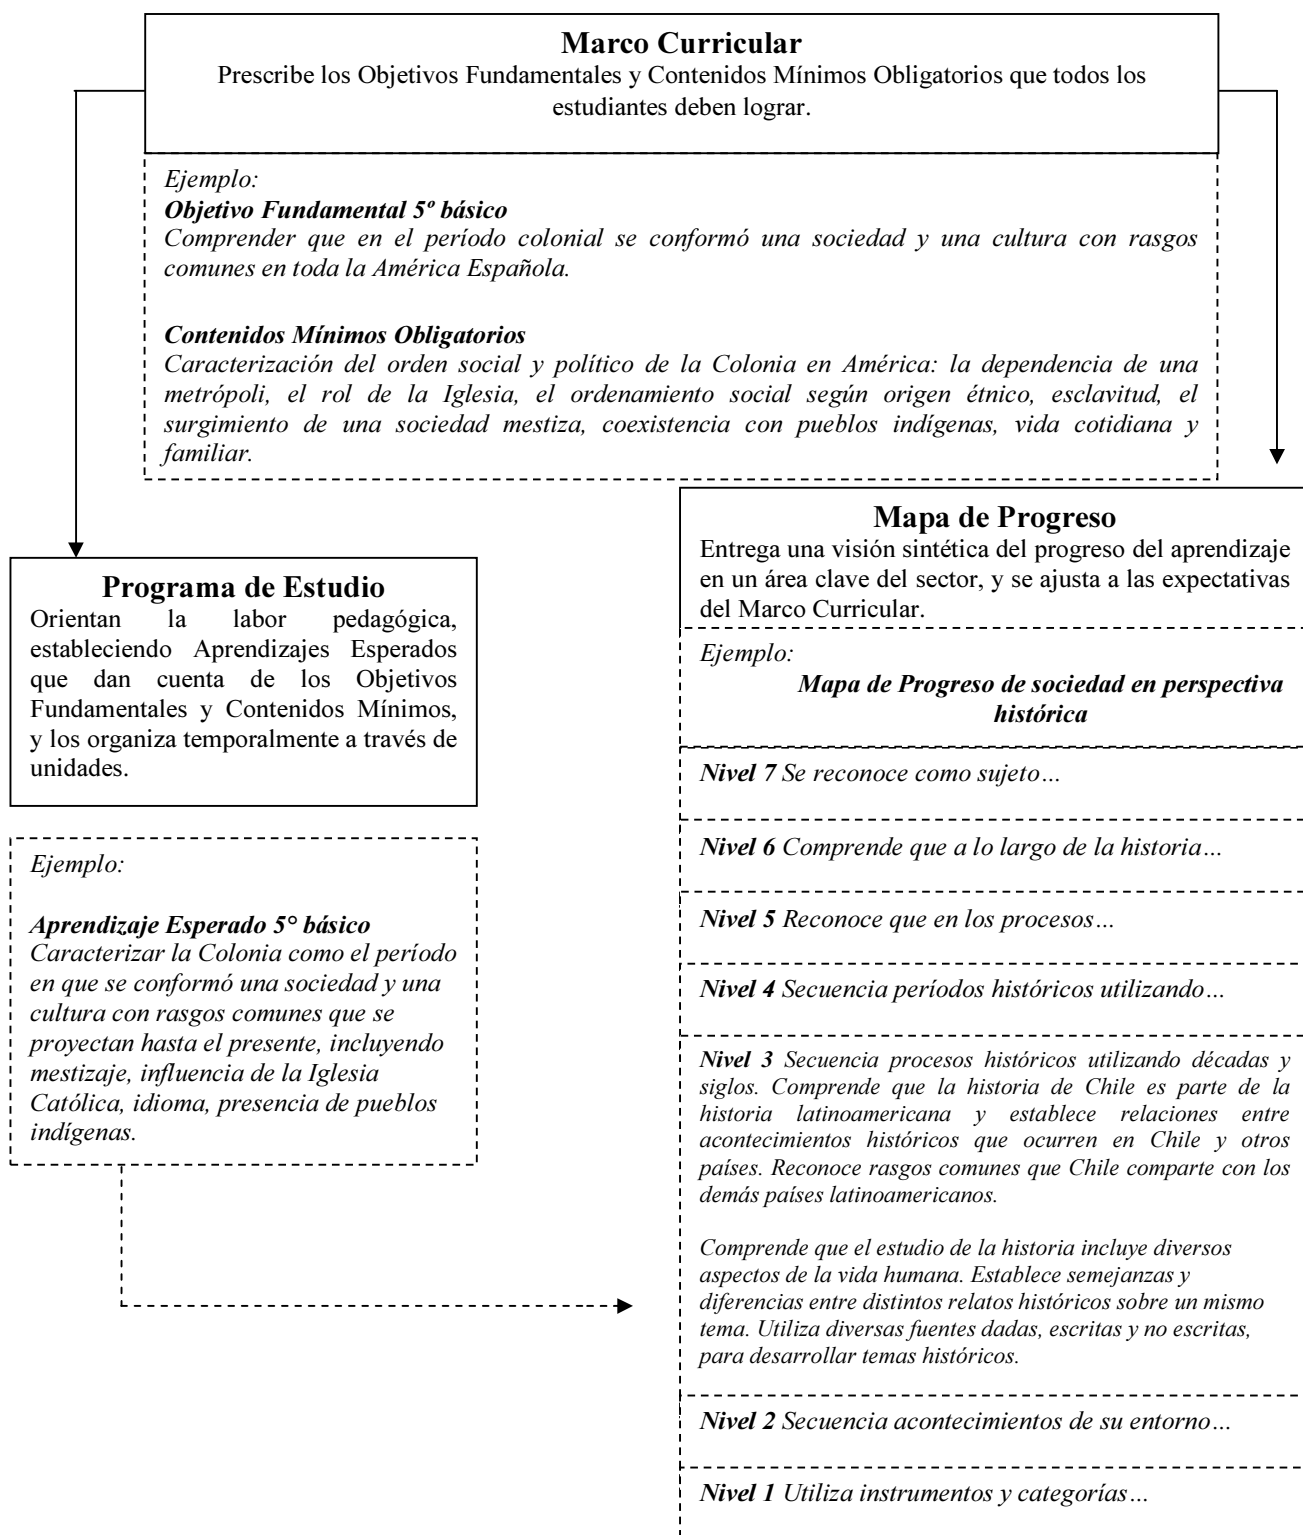 Marco Curricular
Prescribe los Objetivos Fundamentales y Contenidos Mínimos Obligatorios que todos los
estudiantes deben lograr.
Ejemplo:
Objetivo Fundamental 5º básico
Comprender que en el período colonial se conformó una sociedad y una cultura con rasgos
comunes en toda la América Española.
Contenidos Mínimos Obligatorios
Caracterización del orden social y político de la Colonia en América: la dependencia de una
metrópoli, el rol de la Iglesia, el ordenamiento social según origen étnico, esclavitud, el
surgimiento de una sociedad mestiza, coexistencia con pueblos indígenas, vida cotidiana y
familiar.
Programa de Estudio
Orientan la labor pedagógica,
estableciendo Aprendizajes Esperados
que dan cuenta de los Objetivos
Fundamentales y Contenidos Mínimos,
y los organiza temporalmente a través de
unidades.
Ejemplo:
Aprendizaje Esperado 5° básico
Caracterizar la Colonia como el período
en que se conformó una sociedad y una
cultura con rasgos comunes que se
proyectan hasta el presente, incluyendo
mestizaje, influencia de la Iglesia
Católica, idioma, presencia de pueblos
indígenas.
Mapa de Progreso
Entrega una visión sintética del progreso del aprendizaje
en un área clave del sector, y se ajusta a las expectativas
del Marco Curricular.
Ejemplo:
Mapa de Progreso de sociedad en perspectiva
histórica
Nivel 7 Se reconoce como sujeto…
Nivel 6 Comprende que a lo largo de la historia…
Nivel 5 Reconoce que en los procesos…
Nivel 4 Secuencia períodos históricos utilizando…
Nivel 3 Secuencia procesos históricos utilizando décadas y
siglos. Comprende que la historia de Chile es parte de la
historia latinoamericana y establece relaciones entre
acontecimientos históricos que ocurren en Chile y otros
países. Reconoce rasgos comunes que Chile comparte con los
demás países latinoamericanos.
Comprende que el estudio de la historia incluye diversos
aspectos de la vida humana. Establece semejanzas y
diferencias entre distintos relatos históricos sobre un mismo
tema. Utiliza diversas fuentes dadas, escritas y no escritas,
para desarrollar temas históricos.
Nivel 2 Secuencia acontecimientos de su entorno…
Nivel 1 Utiliza instrumentos y categorías…